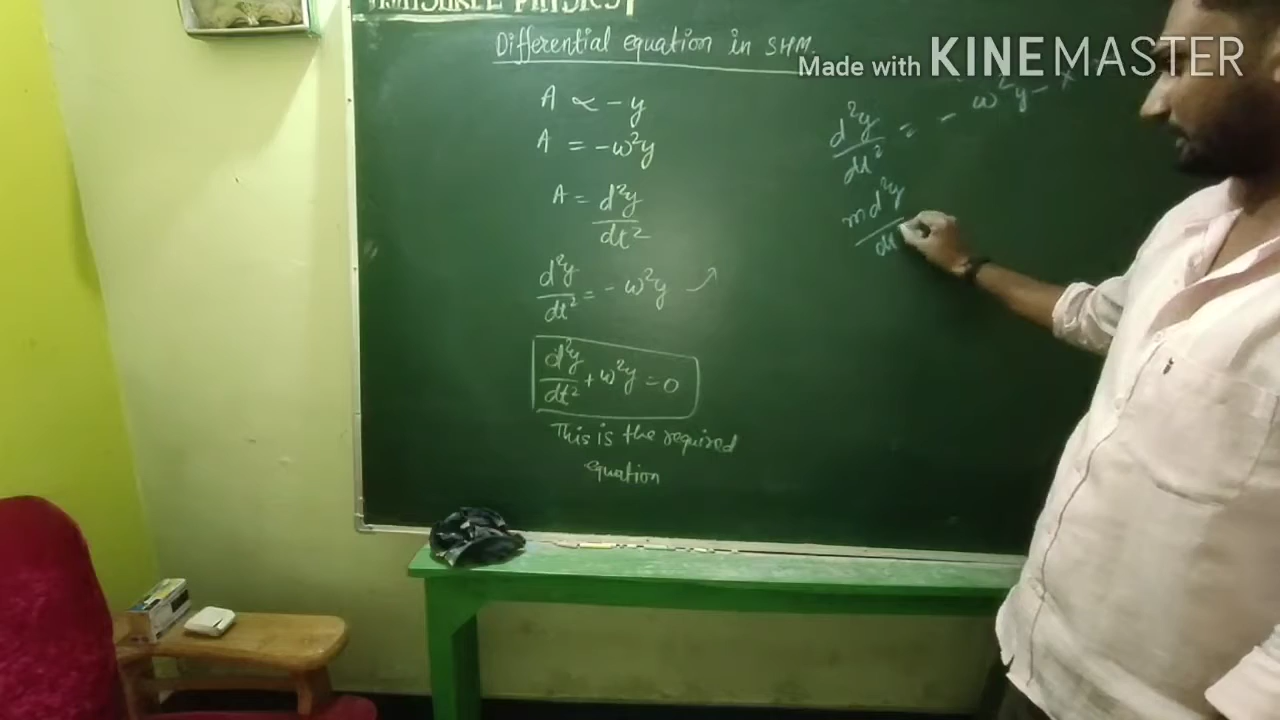 PHYSICS
Differential equation in SHM.
Made with KINEMASTER
A ∝ - y
A = -ω²y
A = d²y/dt²
d²y/dt² = - ω²y
d²y/dt² + ω²y = 0
This is the required
equation
d²y/dt² = - ω²y - x
md²y/dt